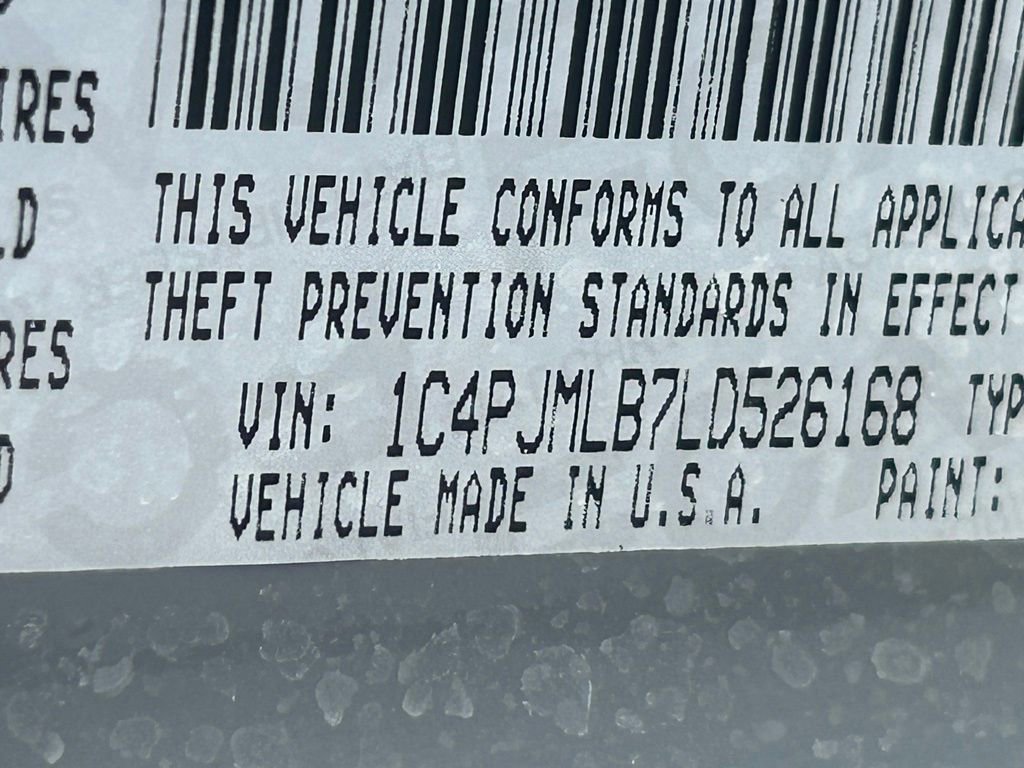 IRES
LD
RES
D
THIS VEHICLE CONFORMS TO ALL APPLICA
THEFT PREVENTION STANDARDS IN EFFECT
VIN: 1C4PJMLB7LD526168 TYP
VEHICLE MADE IN U.S.A. PAINT: